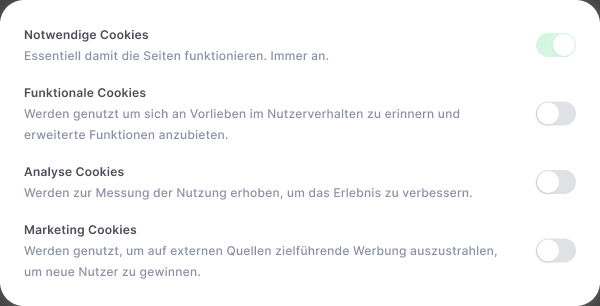 Notwendige Cookies
Essentiell damit die Seiten funktionieren. Immer an.
Funktionale Cookies
Werden genutzt um sich an Vorlieben im Nutzerverhalten zu erinnern und
erweiterte Funktionen anzubieten.
Analyse Cookies
Werden zur Messung der Nutzung erhoben, um das Erlebnis zu verbessern.
Marketing Cookies
Werden genutzt, um auf externen Quellen zielführende Werbung auszustrahlen,
um neue Nutzer zu gewinnen.